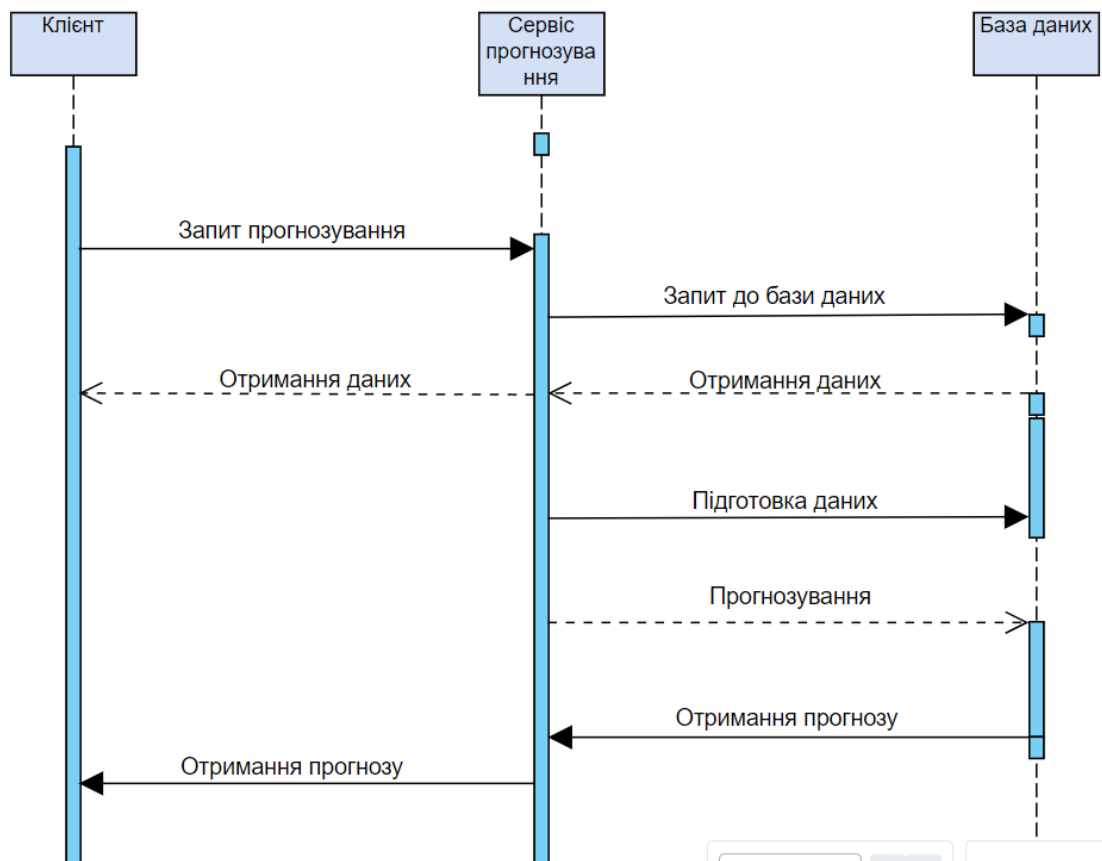 Клієнт
Сервіс
прогнозува
ння
База даних
Запит прогнозування
Запит до бази даних
Отримання даних
Отримання даних
Підготовка даних
Прогнозування
Отримання прогнозу
Отримання прогнозу